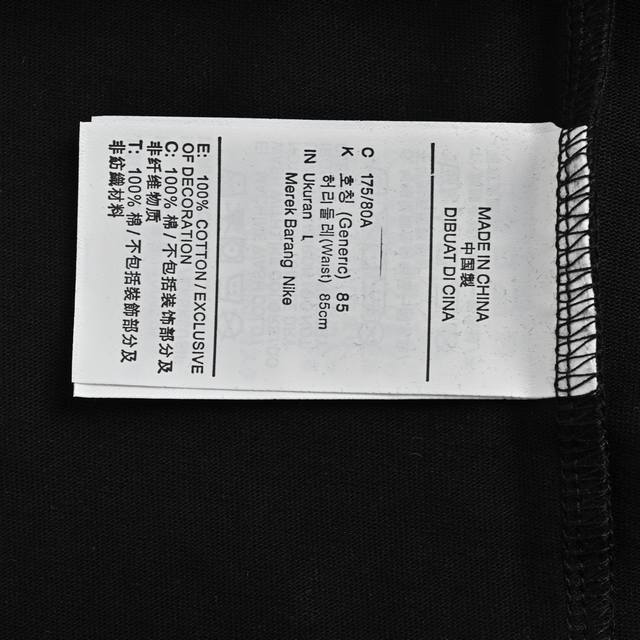 MADE IN CHINA
中国製
DIBUAT DI CINA
C 175/80A
K 호칭 (Generic) 85
허리둘레(Waist) 85cm
IN Ukuran L
Merek Barang Nike
E: 100% COTTON/EXCLUSIVE
OF DECORATION
C: 100% 棉/不包括装饰部分及
非纤维物质
T: 100% 棉/不包括裝飾部分及
非紡織材料